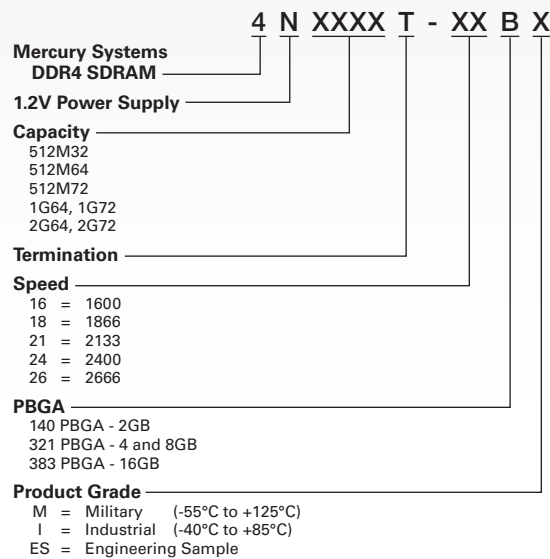 4 N XXXX T - XX B X
Mercury Systems
DDR4 SDRAM
1.2V Power Supply
Capacity
512M32
512M64
512M72
1G64, 1G72
2G64, 2G72
Termination
Speed
16 = 1600
18 = 1866
21 = 2133
24 = 2400
26 = 2666
PBGA
140 PBGA - 2GB
321 PBGA - 4 and 8GB
383 PBGA - 16GB
Product Grade
M = Military (-55°C to +125°C)
I = Industrial (-40°C to +85°C)
ES = Engineering Sample